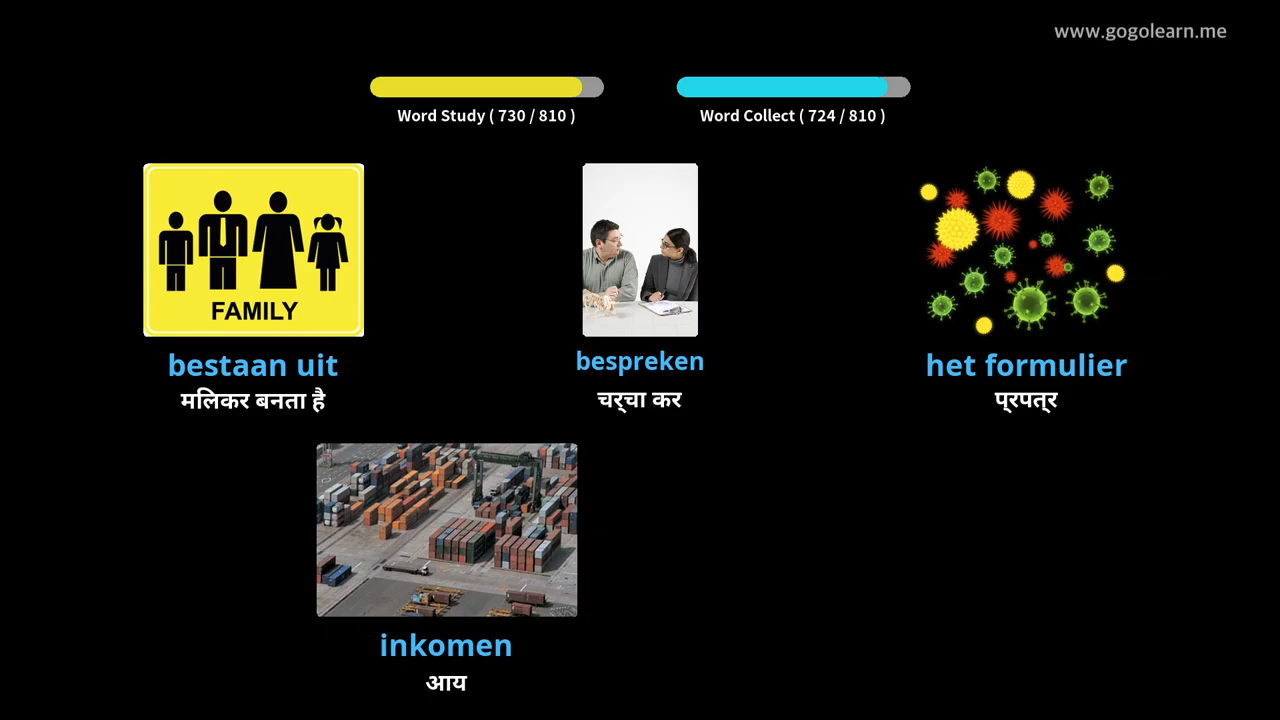 www.gogolearn.me
Word Study ( 730 / 810 )
Word Collect ( 724 / 810 )
FAMILY
bestaan uit
मलिकर बनता है
bespreken
चर्चा कर
het formulier
प्रपत्र
inkomen
आय